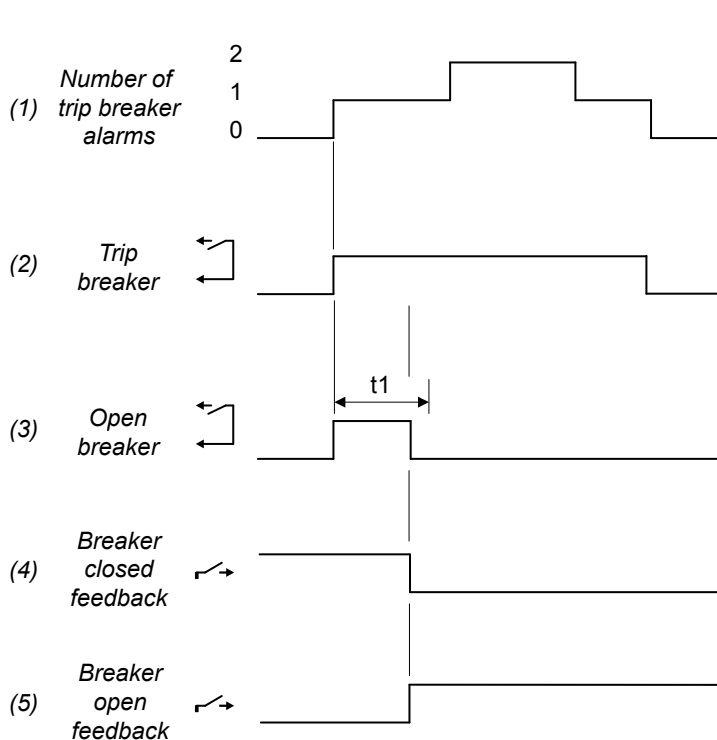 2
Number of
1
(1) trip breaker
alarms
0
Trip
(2)
breaker
t1
Open
(3)
breaker
Breaker
(4) closed
feedback
Breaker
(5) open
feedback